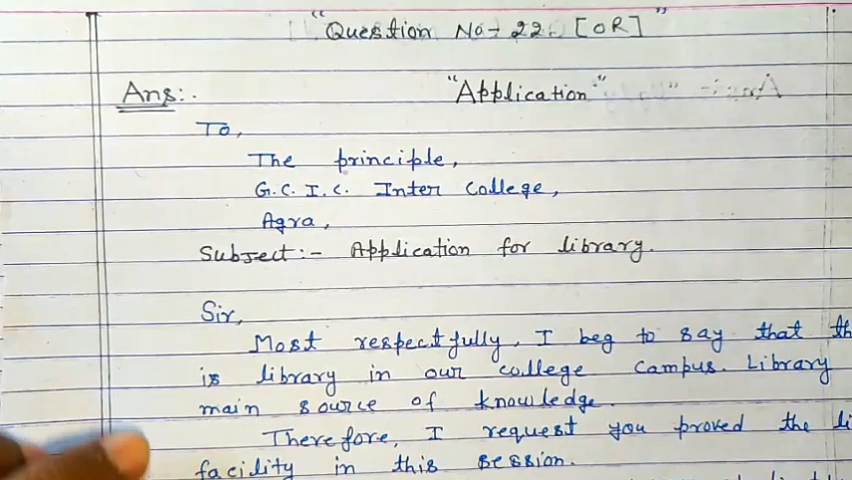 "Question No- 22. [OR]"
Ans:. "Application"
To,
The principle,
G.C.I.C. Inter college,
Agra,
Subject:- Application for library.
Sir,
Most respectfully, I beg to say that th
is library in our college campus. Library
main source of knowledge.
Therefore, I request you proved the li
facility in this session.